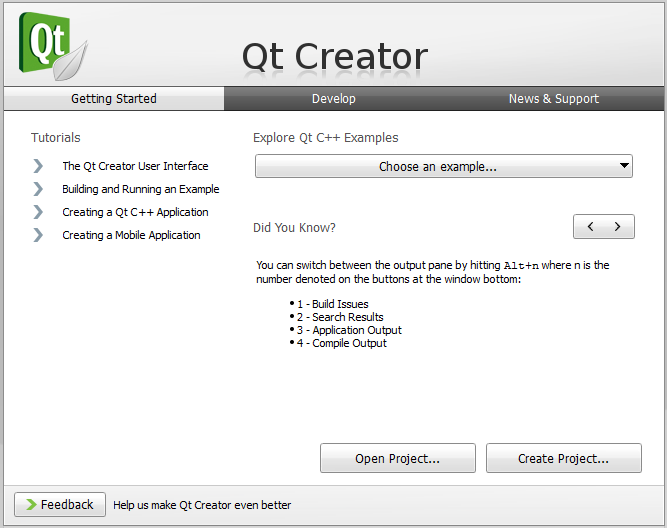 Qt
Qt Creator
Getting Started
Develop
News & Support
Tutorials
The Qt Creator User Interface
Building and Running an Example
Creating a Qt C++ Application
Creating a Mobile Application
Explore Qt C++ Examples
Choose an example...
Did You Know?
You can switch between the output pane by hitting Alt+n where n is the
number denoted on the buttons at the window bottom:
• 1 - Build Issues
• 2 - Search Results
• 3 - Application Output
• 4 - Compile Output
Open Project...
Create Project...
Feedback
Help us make Qt Creator even better